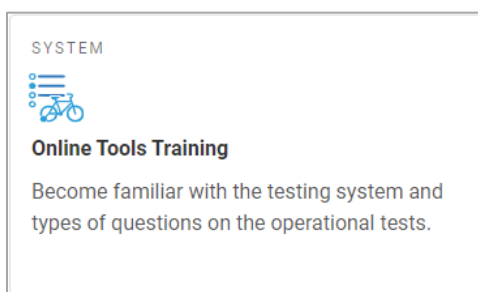 SYSTEM
Online Tools Training
Become familiar with the testing system and
types of questions on the operational tests.